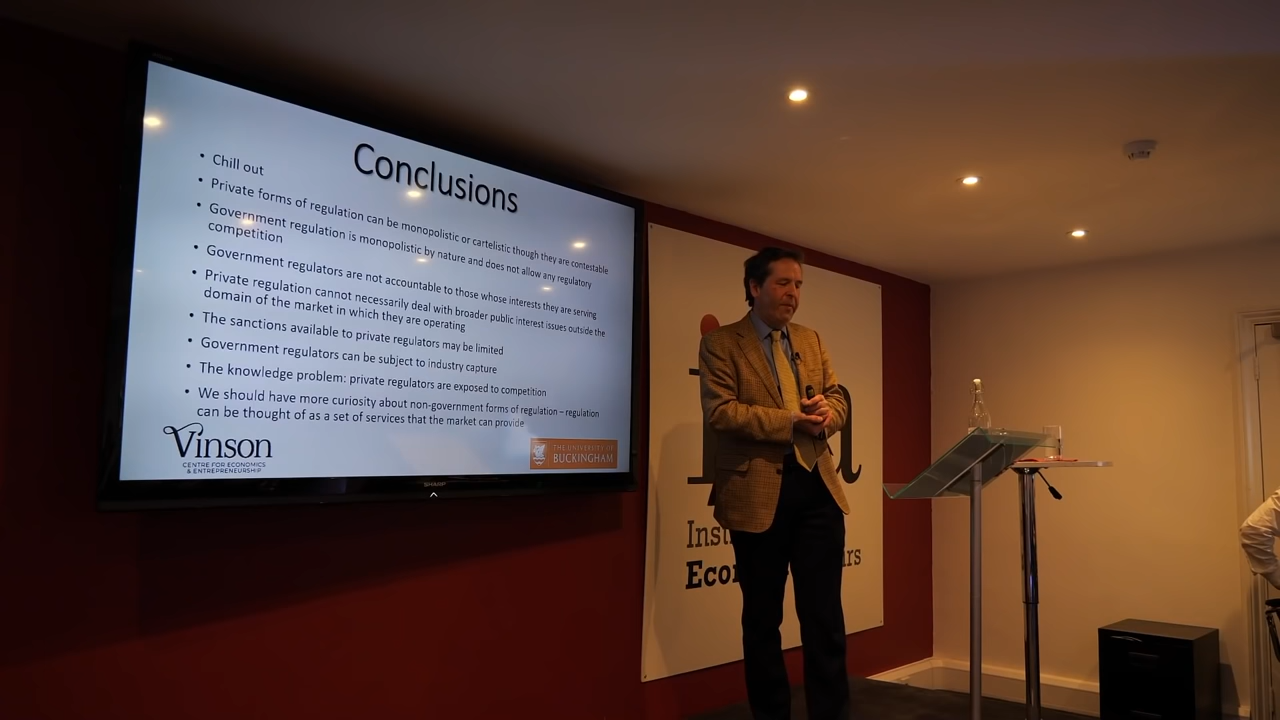 Conclusions
• Chill out
• Private forms of regulation can be monopolistic or cartelistic though they are contestable
• Government regulation is monopolistic by nature and does not allow any regulatory
competition
• Government regulators are not accountable to those whose interests they are serving
• Private regulation cannot necessarily deal with broader public interest issues outside the
domain of the market in which they are operating
• The sanctions available to private regulators may be limited
• Government regulators can be subject to industry capture
• The knowledge problem: private regulators are exposed to competition
• We should have more curiosity about non-government forms of regulation – regulation
can be thought of as a set of services that the market can provide
Vinson
CENTRE FOR ECONOMICS
& ENTREPRENEURSHIP
THE UNIVERSITY OF
BUCKINGHAM
SHARP
i a
Inst
Econ irs